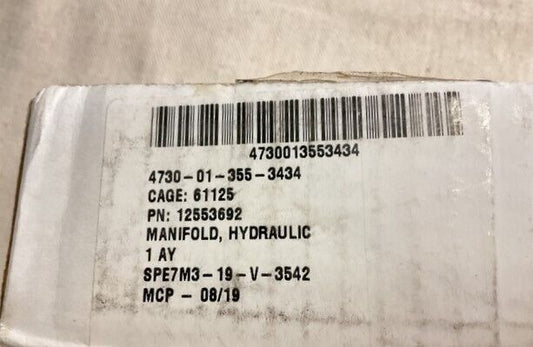 4730013553434
4730-01-355-3434
CAGE: 61125
PN: 12553692
MANIFOLD, HYDRAULIC
1 AY
SPE7M3-19-V-3542
MCP - 08/19